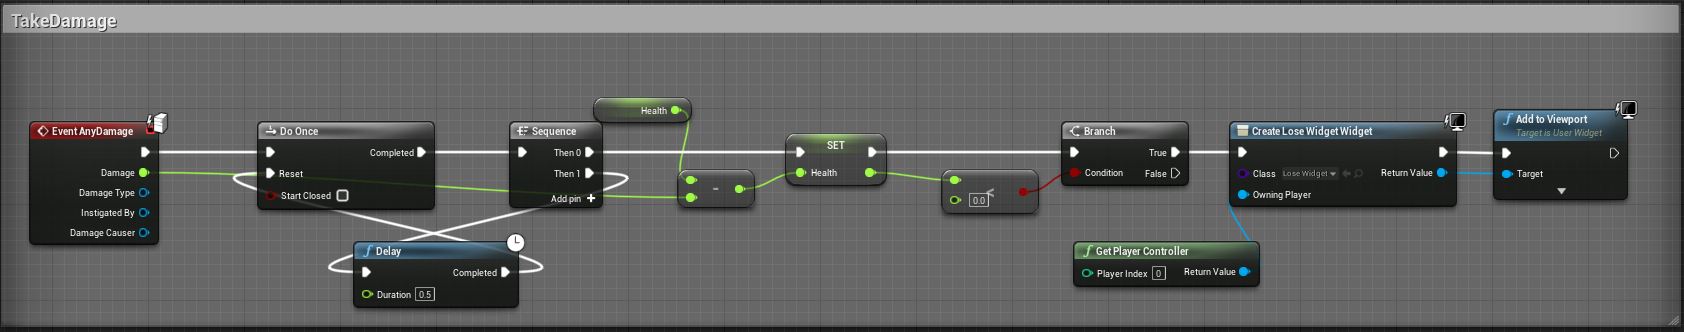 TakeDamage
Event AnyDamage
Damage
Damage Type
Instigated By
Damage Causer
Do Once
Completed
Reset
Start Closed
Delay
Completed
Duration 0.5
Sequence
Then 0
Then 1
Add pin +
Health
-
SET
Health
<
0.0
Branch
True
Condition
False
Create Lose Widget Widget
Class Lose Widget
Return Value
Owning Player
f Get Player Controller
Player Index 0
Return Value
f Add to Viewport
Target is User Widget
Target